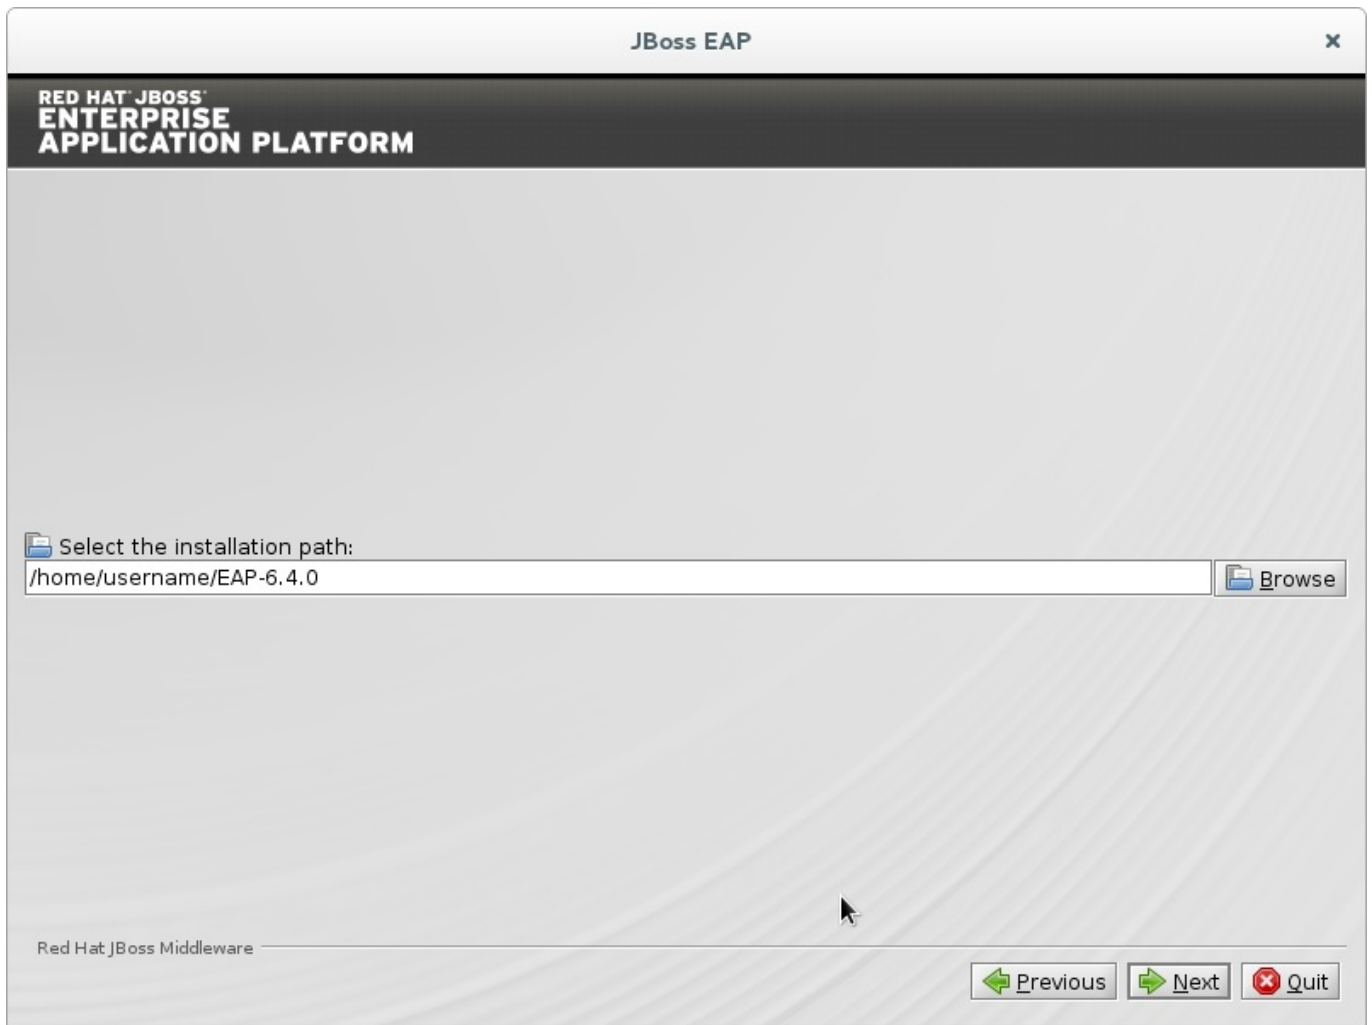 JBoss EAP
RED HAT® JBOSS®
ENTERPRISE
APPLICATION PLATFORM
Select the installation path:
/home/username/EAP-6.4.0
Browse
Red Hat JBoss Middleware
Previous
Next
Quit